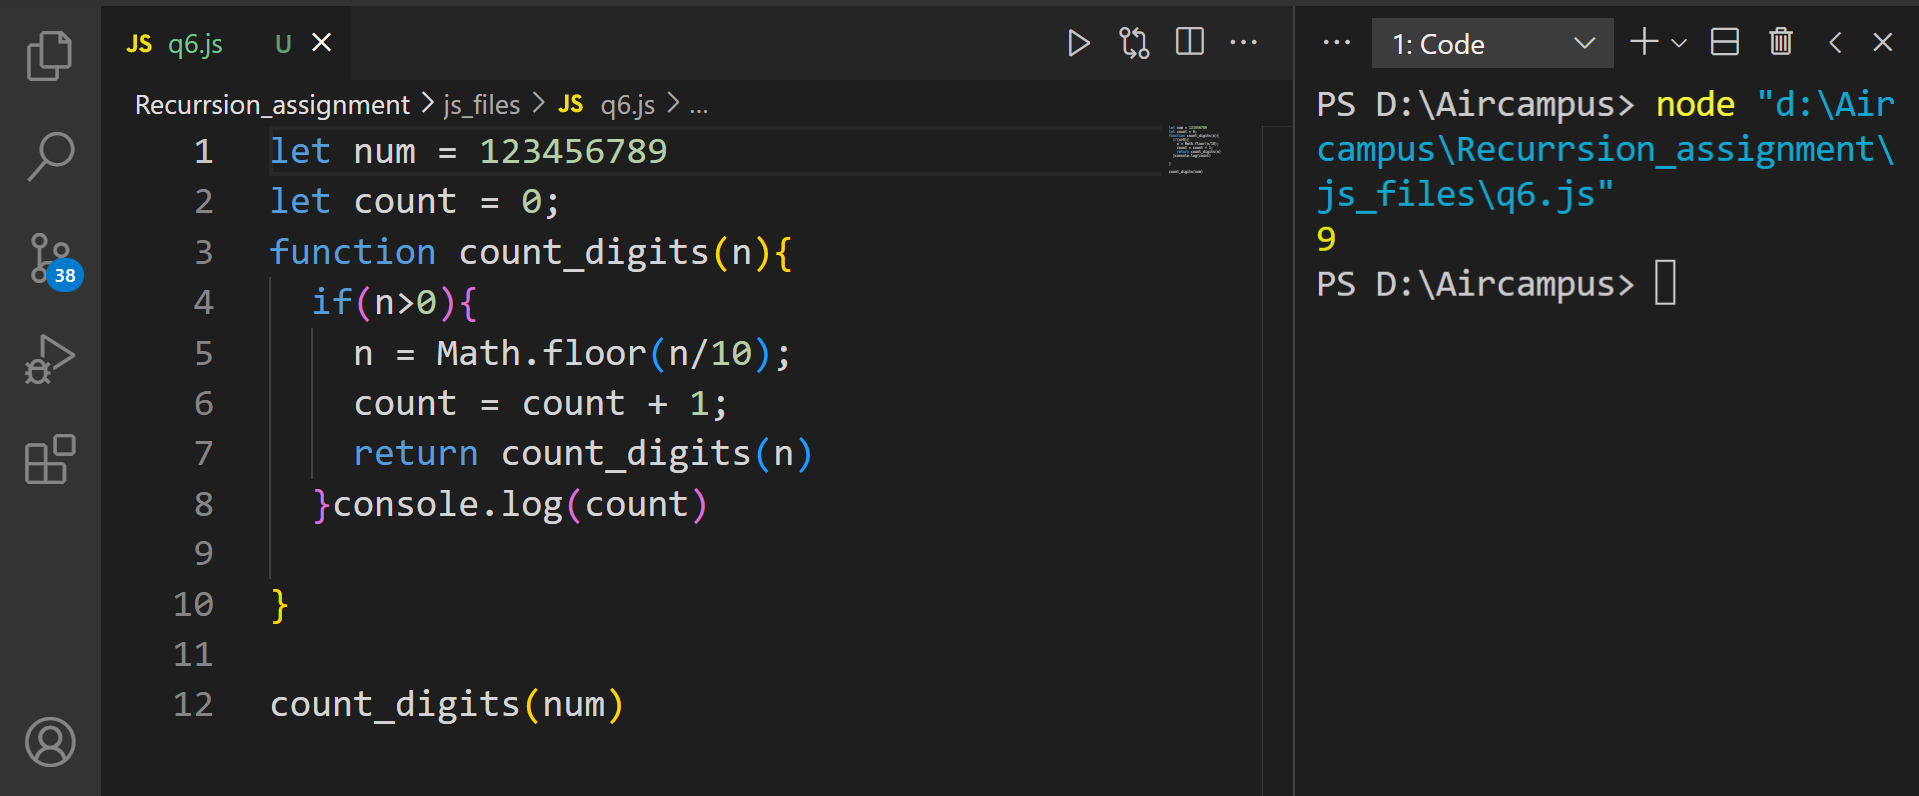 JS q6.js U
Recurrsion_assignment > js_files > JS q6.js > ...
1 let num = 123456789
2 let count = 0;
3 function count_digits(n){
4 if(n>0){
5 n = Math.floor(n/10);
6 count = count + 1;
7 return count_digits(n)
8 }console.log(count)
9
10 }
11
12 count_digits(num)
38
1: Code
PS D:\Aircampus> node "d:\Air
campus\Recurrsion_assignment\
js_files\q6.js"
9
PS D:\Aircampus>